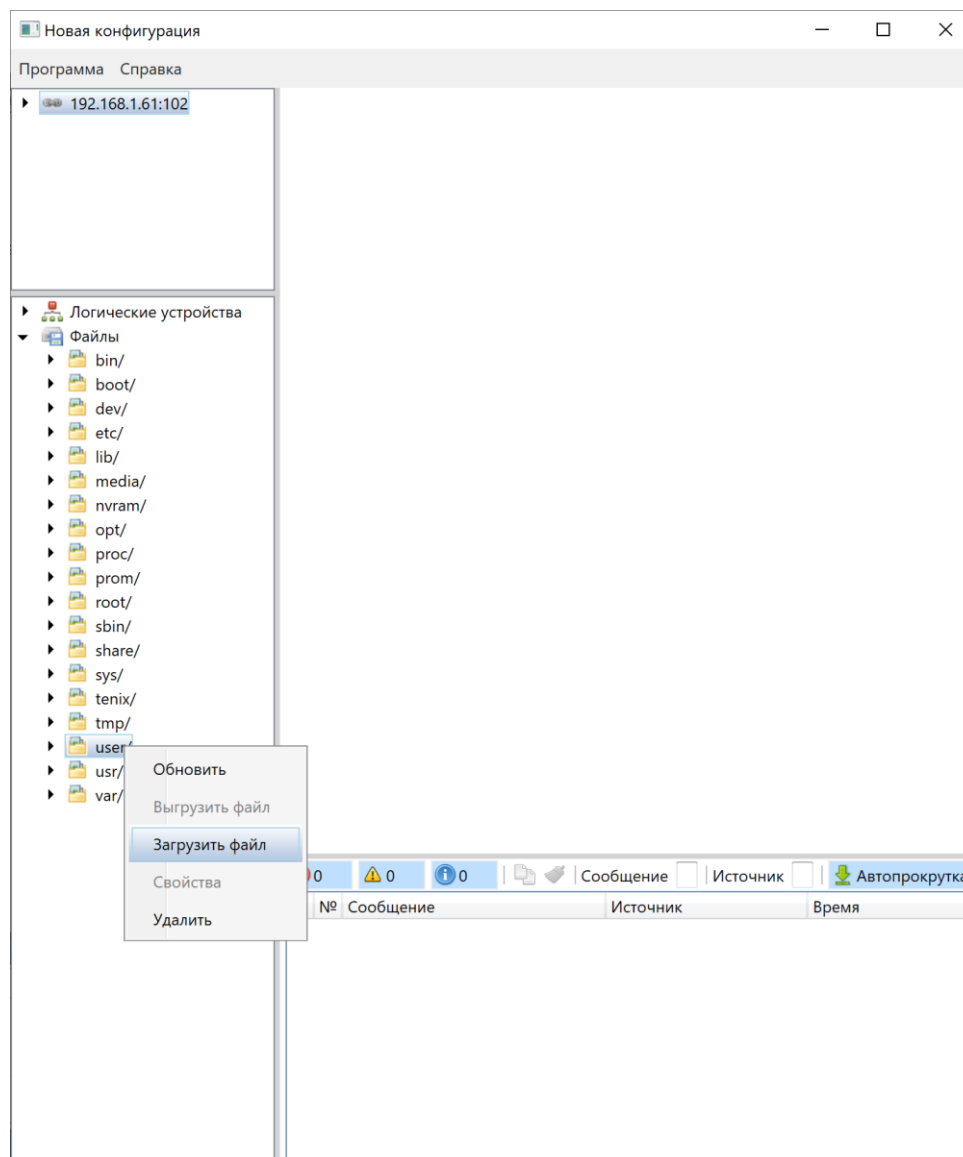 Новая конфигурация
Программа Справка
192.168.1.61:102
Логические устройства
Файлы
bin/
boot/
dev/
etc/
lib/
media/
nvram/
opt/
proc/
prom/
root/
sbin/
share/
sys/
tenix/
tmp/
user/
usr/
var/
Обновить
Выгрузить файл
Загрузить файл
Свойства
Удалить
0 0 0 Сообщение Источник Автопрокрутка
№ Сообщение Источник Время